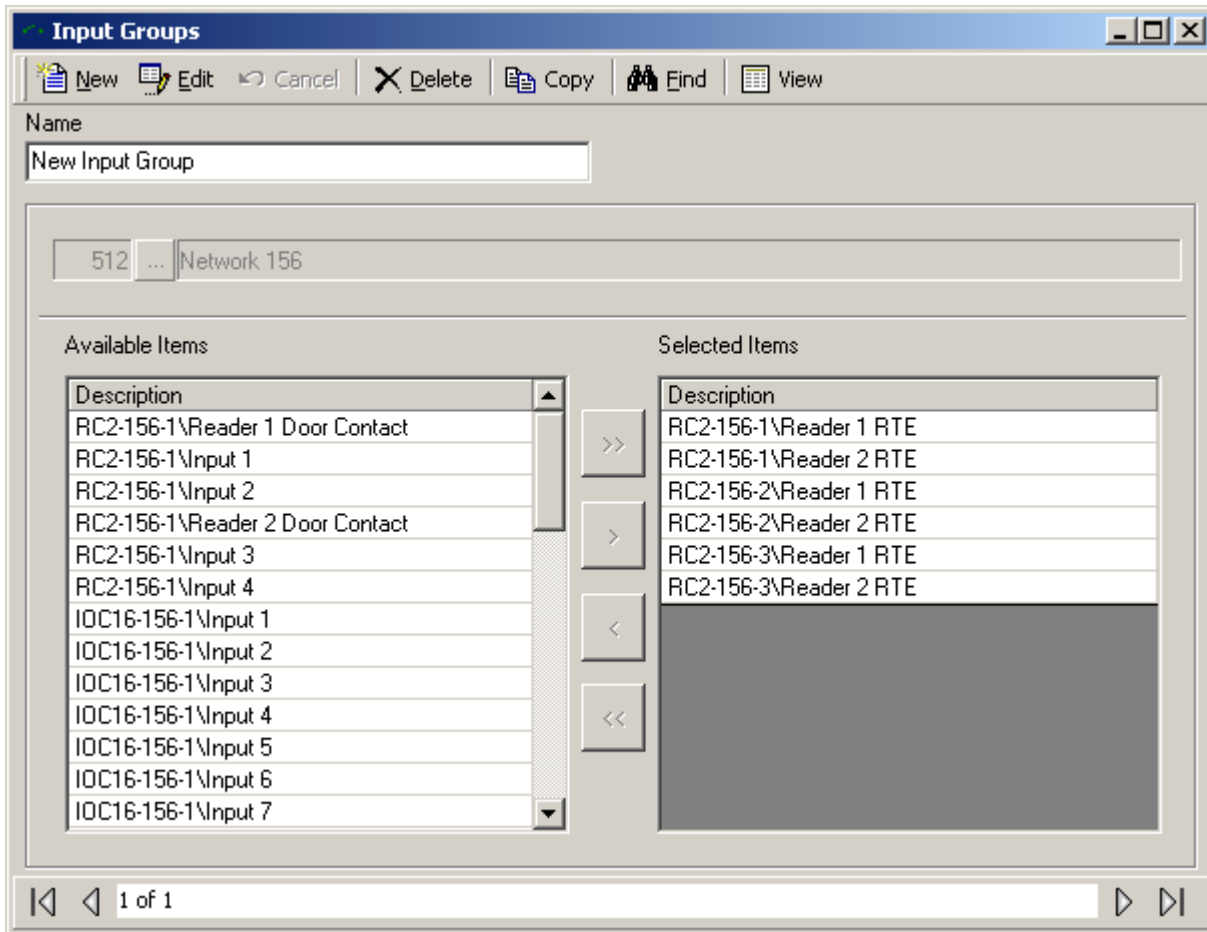 Input Groups
New Edit Cancel Delete Copy Find View
Name
New Input Group
512 ... Network 156
Available Items
Description
RC2-156-1\Reader 1 Door Contact
RC2-156-1\Input 1
RC2-156-1\Input 2
RC2-156-1\Reader 2 Door Contact
RC2-156-1\Input 3
RC2-156-1\Input 4
IOC16-156-1\Input 1
IOC16-156-1\Input 2
IOC16-156-1\Input 3
IOC16-156-1\Input 4
IOC16-156-1\Input 5
IOC16-156-1\Input 6
IOC16-156-1\Input 7
>>
>
<
<<
Selected Items
Description
RC2-156-1\Reader 1 RTE
RC2-156-1\Reader 2 RTE
RC2-156-2\Reader 1 RTE
RC2-156-2\Reader 2 RTE
RC2-156-3\Reader 1 RTE
RC2-156-3\Reader 2 RTE
1 of 1